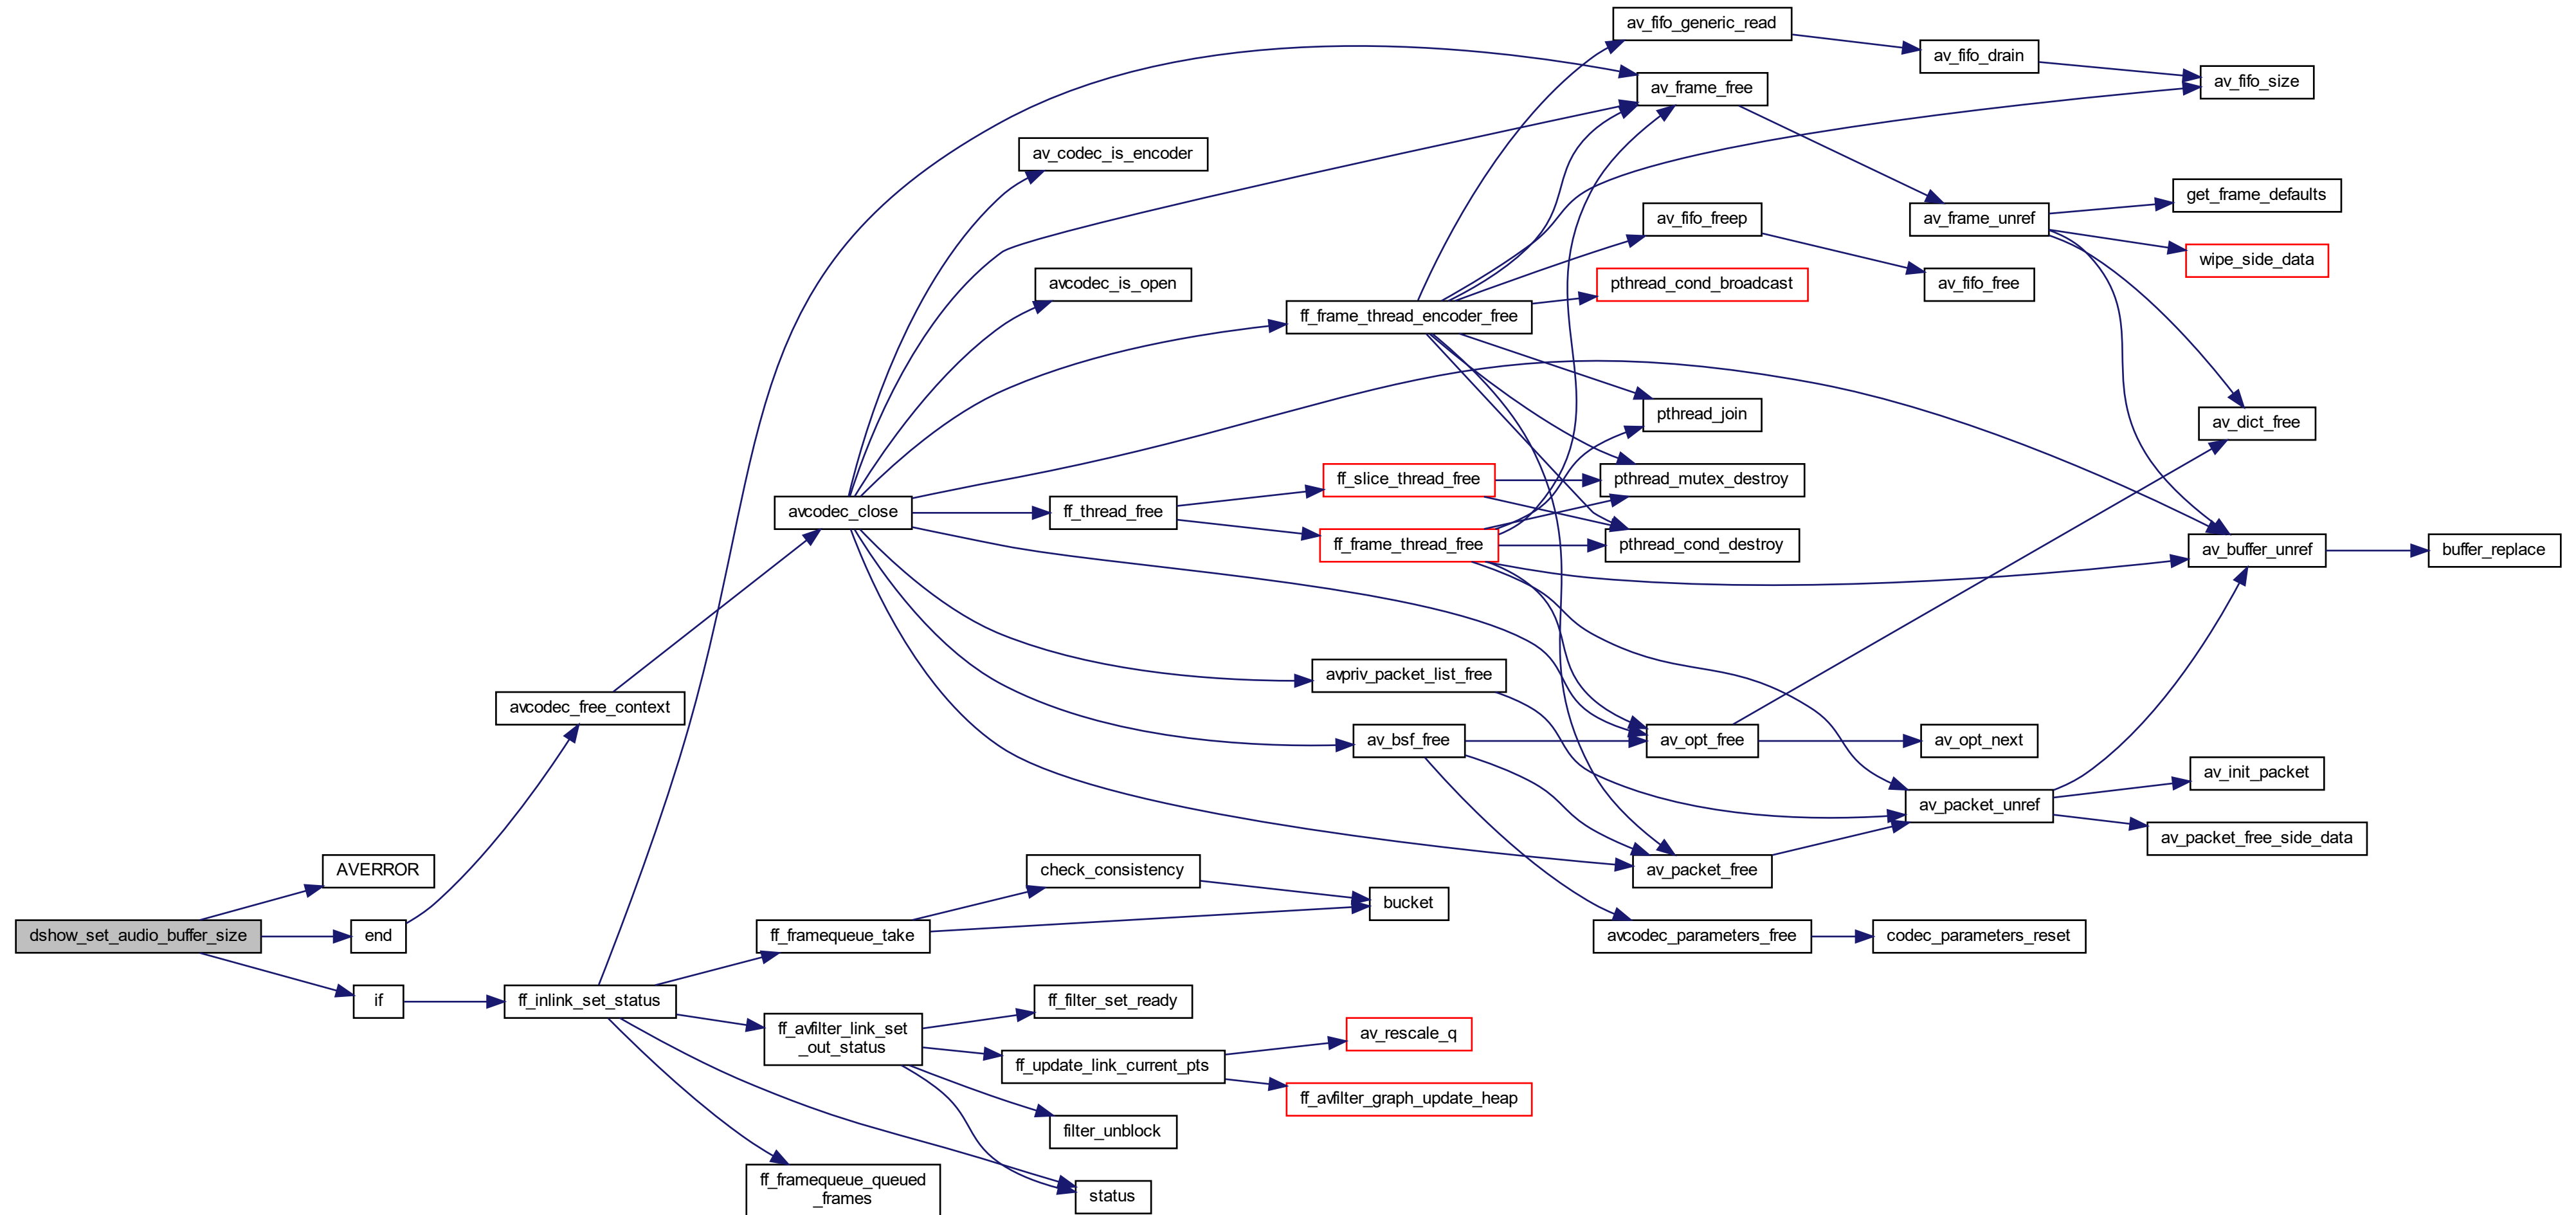 av_fifo_generic_read
av_fifo_drain
av_fifo_size
av_frame_free
av_codec_is_encoder
get_frame_defaults
av_fifo_freep
av_frame_unref
wipe_side_data
avcodec_is_open
pthread_cond_broadcast
av_fifo_free
ff_frame_thread_encoder_free
pthread_join
av_dict_free
ff_slice_thread_free
pthread_mutex_destroy
avcodec_close
ff_thread_free
ff_frame_thread_free
pthread_cond_destroy
av_buffer_unref
buffer_replace
avpriv_packet_list_free
avcodec_free_context
av_bsf_free
av_opt_free
av_opt_next
av_init_packet
av_packet_unref
av_packet_free_side_data
AVERROR
check_consistency
av_packet_free
bucket
dshow_set_audio_buffer_size
end
ff_framequeue_take
avcodec_parameters_free
codec_parameters_reset
if
ff_inlink_set_status
ff_filter_set_ready
ff_avfilter_link_set
_out_status
av_rescale_q
ff_update_link_current_pts
ff_avfilter_graph_update_heap
filter_unblock
ff_framequeue_queued
_frames
status